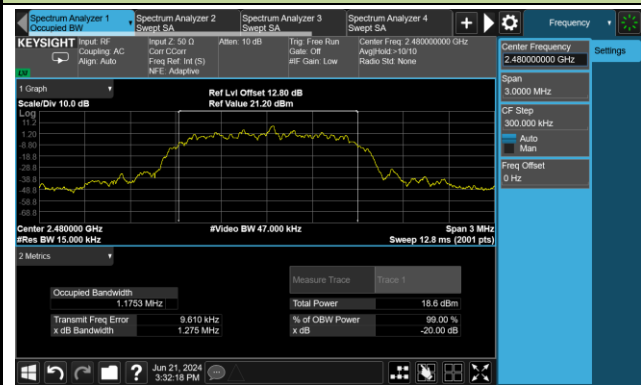 Spectrum Analyzer 1
Occupied BW
Spectrum Analyzer 2
Swept SA
Spectrum Analyzer 3
Swept SA
Spectrum Analyzer 4
Swept SA
Frequency
KEYSIGHT
Input: RF
Coupling: AC
Align: Auto
Input Z: 50 Ω
Corr CCorr
Freq Ref: Int (S)
NFE: Adaptive
Atten: 10 dB
Trig: Free Run
Gate: Off
#IF Gain: Low
Center Freq: 2.480000000 GHz
Avg|Hold:>10/10
Radio Std: None
LW
Center Frequency
2.480000000 GHz
Settings
Span
3.0000 MHz
CF Step
300.000 kHz
Auto
Man
Freq Offset
0 Hz
1 Graph
Scale/Div 10.0 dB
Ref Lvl Offset 12.80 dB
Ref Value 21.20 dBm
Log
11.2
1.20
-8.80
-18.8
-28.8
-38.8
-48.8
-58.8
-68.8
Center 2.480000 GHz
#Video BW 47.000 kHz
Span 3 MHz
#Res BW 15.000 kHz
Sweep 12.8 ms (2001 pts)
2 Metrics
Measure Trace
Trace 1
Occupied Bandwidth
1.1753 MHz
Total Power
18.6 dBm
Transmit Freq Error
9.610 kHz
% of OBW Power
99.00 %
x dB Bandwidth
1.275 MHz
x dB
-20.00 dB
?
Jun 21, 2024
3:32:18 PM